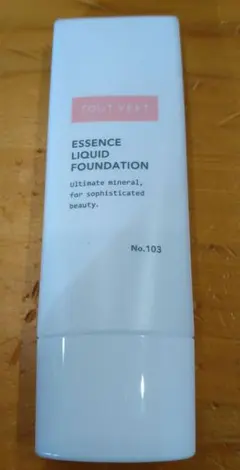 ESSENCE
LIQUID
FOUNDATION
Ultimate mineral,
for sophisticated
beauty.
No.103